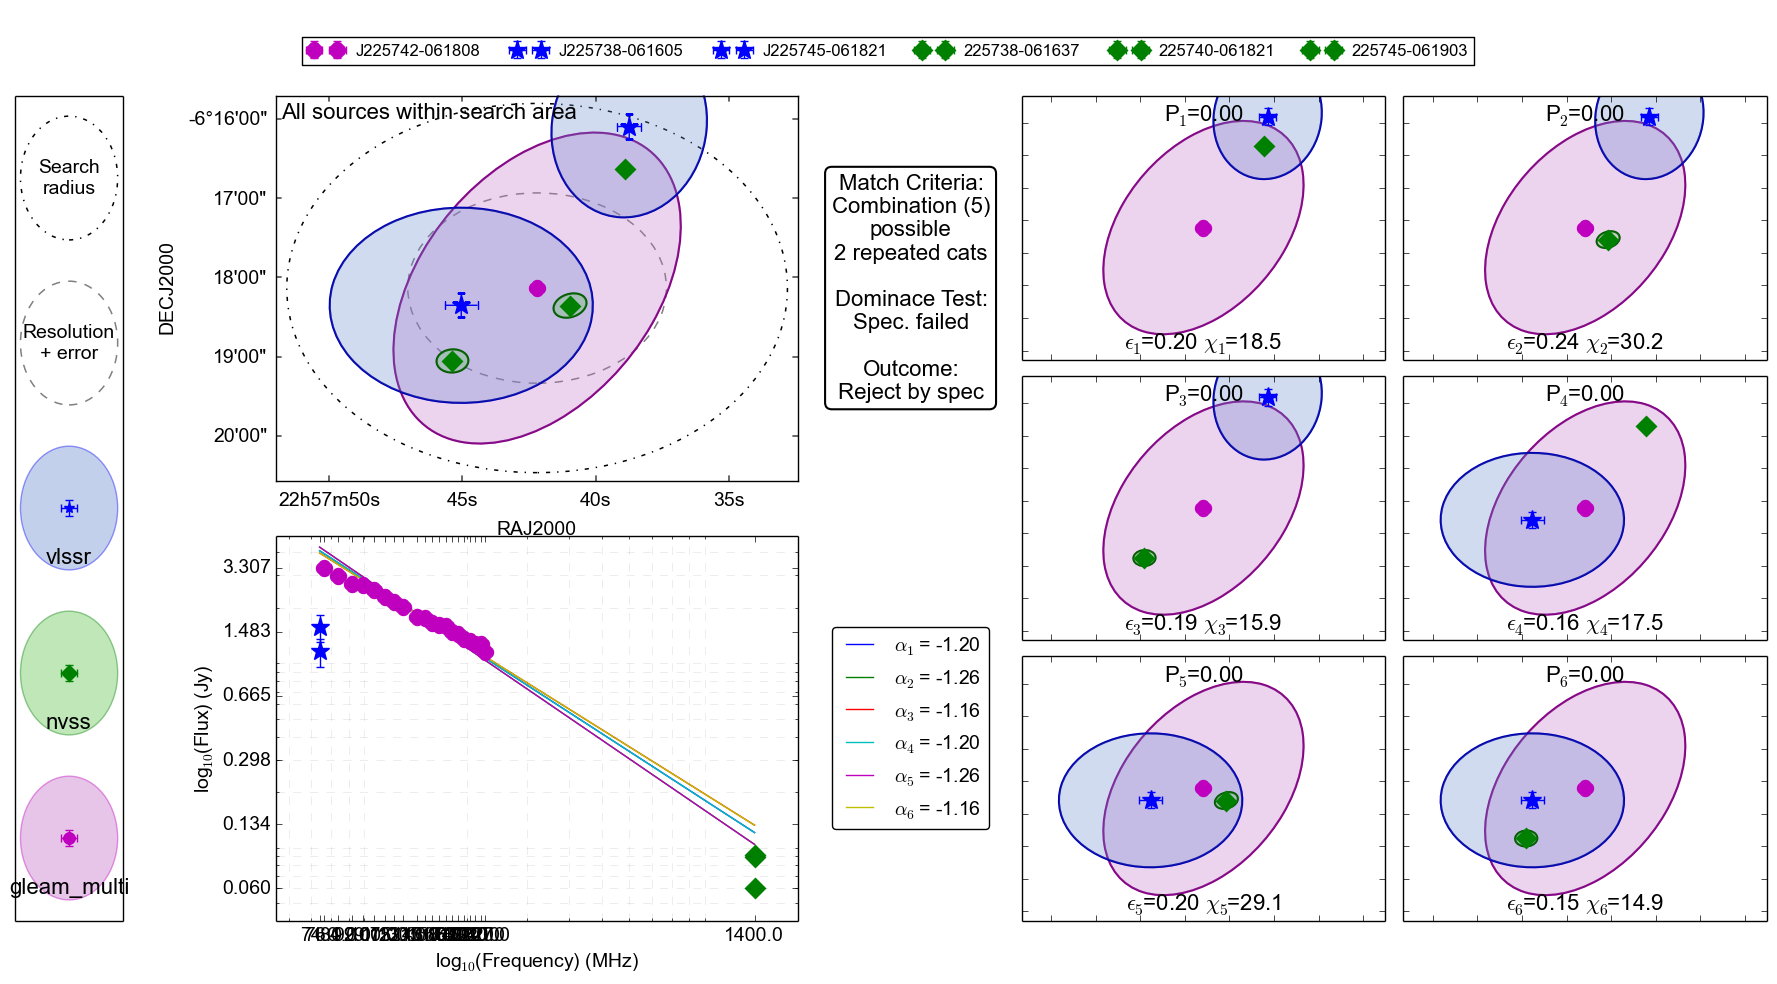 J225742-061808 J225738-061605 J225745-061821 225738-061637 225740-061821 225745-061903
Search
radius
Resolution
+ error
vlssr
nvss
gleam_multi
All sources within search area
-6°16'00"
17'00"
18'00"
19'00"
20'00"
DECJ2000
22h57m50s 45s 40s 35s
RAJ2000
3.307
1.483
0.665
0.298
0.134
0.060
log10(Flux) (Jy)
1400.0
log10(Frequency) (MHz)
Match Criteria:
Combination (5)
possible
2 repeated cats
Dominace Test:
Spec. failed
Outcome:
Reject by spec
α1 = -1.20
α2 = -1.26
α3 = -1.16
α4 = -1.20
α5 = -1.26
α6 = -1.16
P1=0.00
ϵ1=0.20 χ1=18.5
P2=0.00
ϵ2=0.24 χ2=30.2
P3=0.00
ϵ3=0.19 χ3=15.9
P4=0.00
ϵ4=0.16 χ4=17.5
P5=0.00
ϵ5=0.20 χ5=29.1
P6=0.00
ϵ6=0.15 χ6=14.9